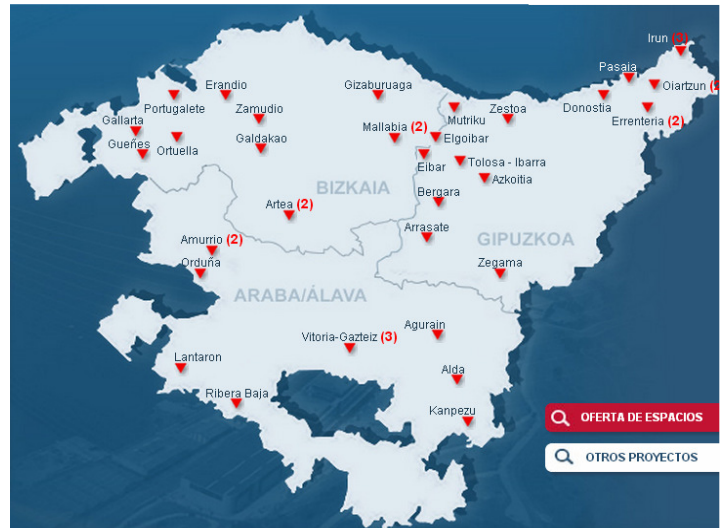 Irun (2)
Pasaia
Oiartzun
Donostia
Errenteria (2)
Erandio
Gizaburuaga
Portugalete
Zamudio
Mutriku
Zestoa
Gallarta
Mallabia (2)
Elgoibar
Gueñes
Ortuella
Galdakao
Eibar
Tolosa - Ibarra
Azkoitia
BIZKAIA
Bergara
Artea (2)
Arrasate
GIPUZKOA
Amurrio (2)
Orduña
Zegama
ARABA/ÁLAVA
Agurain
Vitoria-Gazteiz (3)
Lantaron
Alda
Ribera Baja
Kanpezu
OFERTA DE ESPACIOS
OTROS PROYECTOS